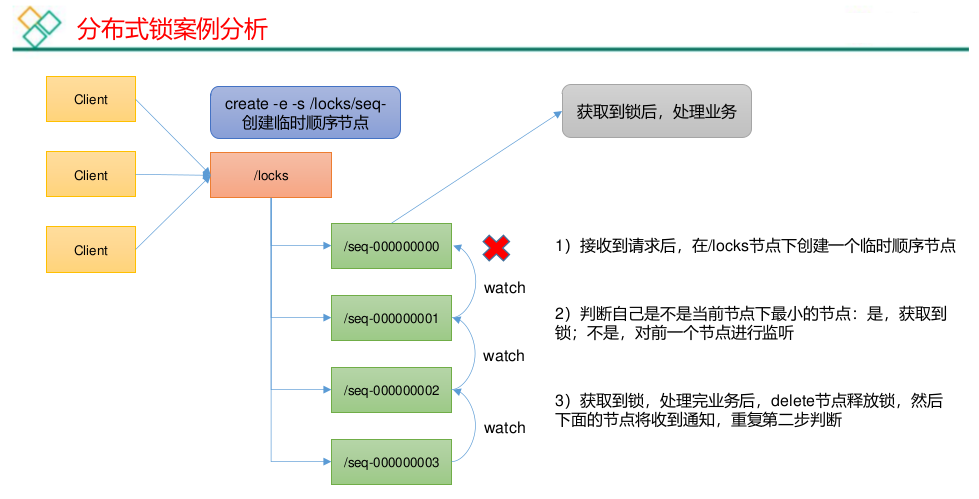 分布式锁案例分析
Client
Client
Client
create -e -s /locks/seq-
创建临时顺序节点
/locks
获取到锁后，处理业务
/seq-000000000
/seq-000000001
/seq-000000002
/seq-000000003
watch
watch
watch
1）接收到请求后，在/locks节点下创建一个临时顺序节点
2）判断自己是不是当前节点下最小的节点：是，获取到
锁；不是，对前一个节点进行监听
3）获取到锁，处理完业务后，delete节点释放锁，然后
下面的节点将收到通知，重复第二步判断